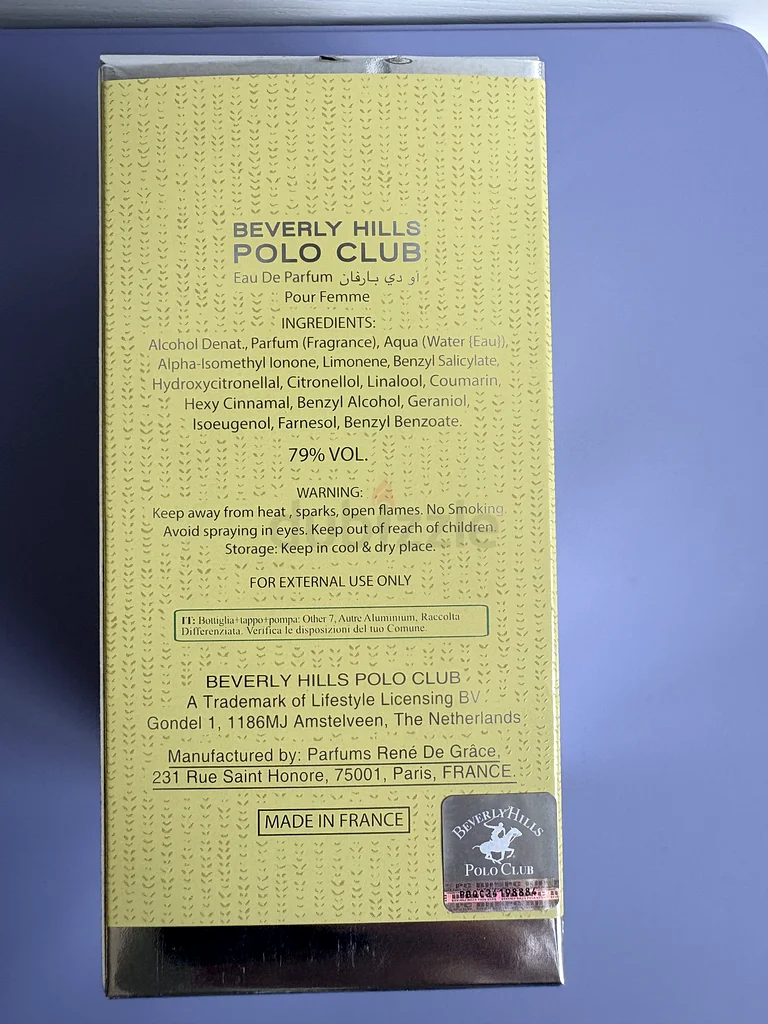 BEVERLY HILLS
POLO CLUB
Eau De Parfum او دي بارفان
Pour Femme
INGREDIENTS:
Alcohol Denat., Parfum (Fragrance), Aqua (Water {Eau}),
Alpha-Isomethyl Ionone, Limonene, Benzyl Salicylate,
Hydroxycitronellal, Citronellol, Linalool, Coumarin,
Hexy Cinnamal, Benzyl Alcohol, Geraniol,
Isoeugenol, Farnesol, Benzyl Benzoate.
79% VOL.
WARNING:
Keep away from heat , sparks, open flames. No Smoking.
Avoid spraying in eyes. Keep out of reach of children.
Storage: Keep in cool & dry place.
dubizzle
FOR EXTERNAL USE ONLY
IT: Bottiglia+tappo+pompa: Other 7, Autre Aluminium, Raccolta
Differenziata. Verifica le disposizioni del tuo Comune.
BEVERLY HILLS POLO CLUB
A Trademark of Lifestyle Licensing BV
Gondel 1, 1186MJ Amstelveen, The Netherlands
Manufactured by: Parfums René De Grâce,
231 Rue Saint Honore, 75001, Paris, FRANCE.
MADE IN FRANCE
BEVERLY HILLS
POLO CLUB